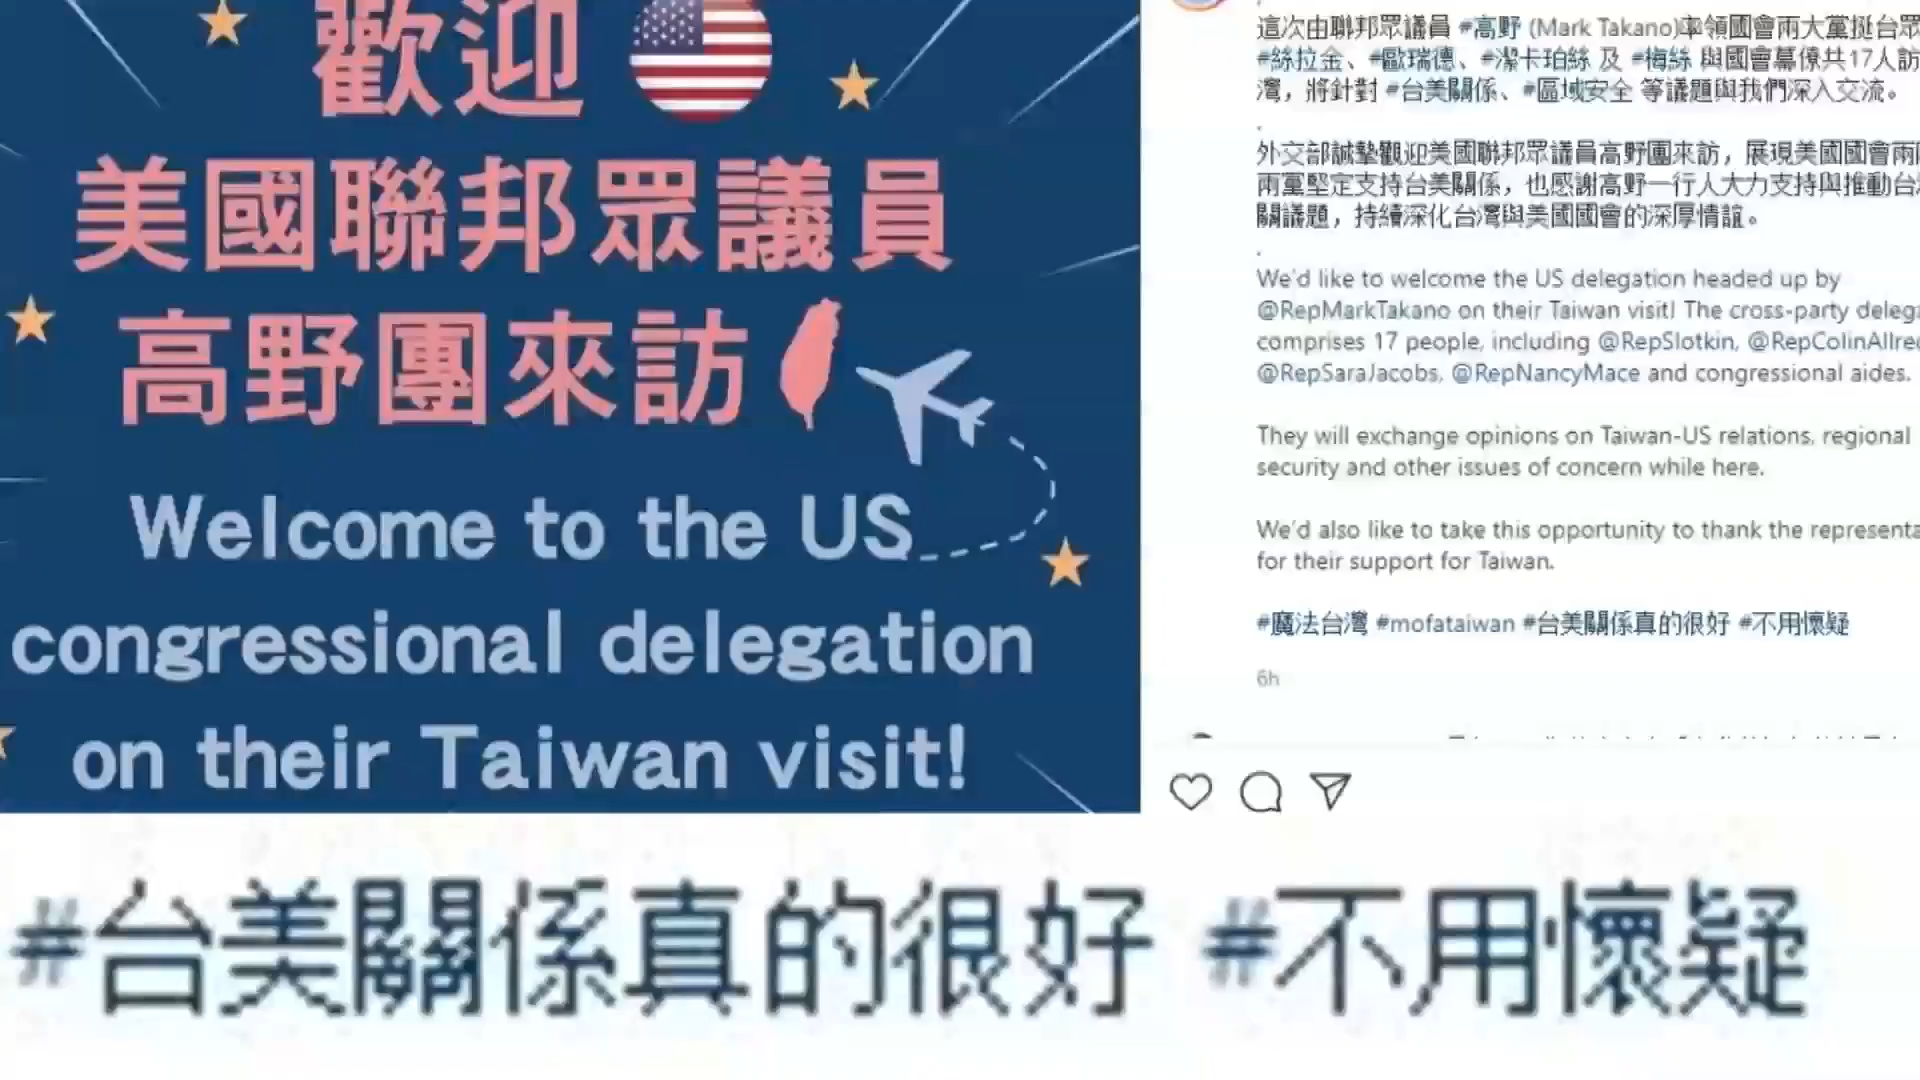 歡迎
美國聯邦眾議員
高野團來訪
Welcome to the US
congressional delegation
on their Taiwan visit!
這次由聯邦眾議員 #高野 (Mark Takano)率領國會兩大黨挺台眾
#絲拉金、#歐瑞德、#潔卡珀絲 及 #梅絲 與國會幕僚共17人訪
灣，將針對 #台美關係、#區域安全 等議題與我們深入交流。
.
外交部誠摯歡迎美國聯邦眾議員高野團來訪，展現美國國會兩
兩黨堅定支持台美關係，也感謝高野一行人大力支持與推動台
關議題，持續深化台灣與美國國會的深厚情誼。
.
We'd like to welcome the US delegation headed up by
@RepMarkTakano on their Taiwan visit! The cross-party deleg
comprises 17 people, including @RepSlotkin, @RepColinAllre
@RepSaraJacobs, @RepNancyMace and congressional aides.
They will exchange opinions on Taiwan-US relations, regional
security and other issues of concern while here.
We'd also like to take this opportunity to thank the representa
for their support for Taiwan.
#魔法台灣 #mofataiwan #台美關係真的很好 #不用懷疑
6h
#台美關係真的很好 #不用懷疑